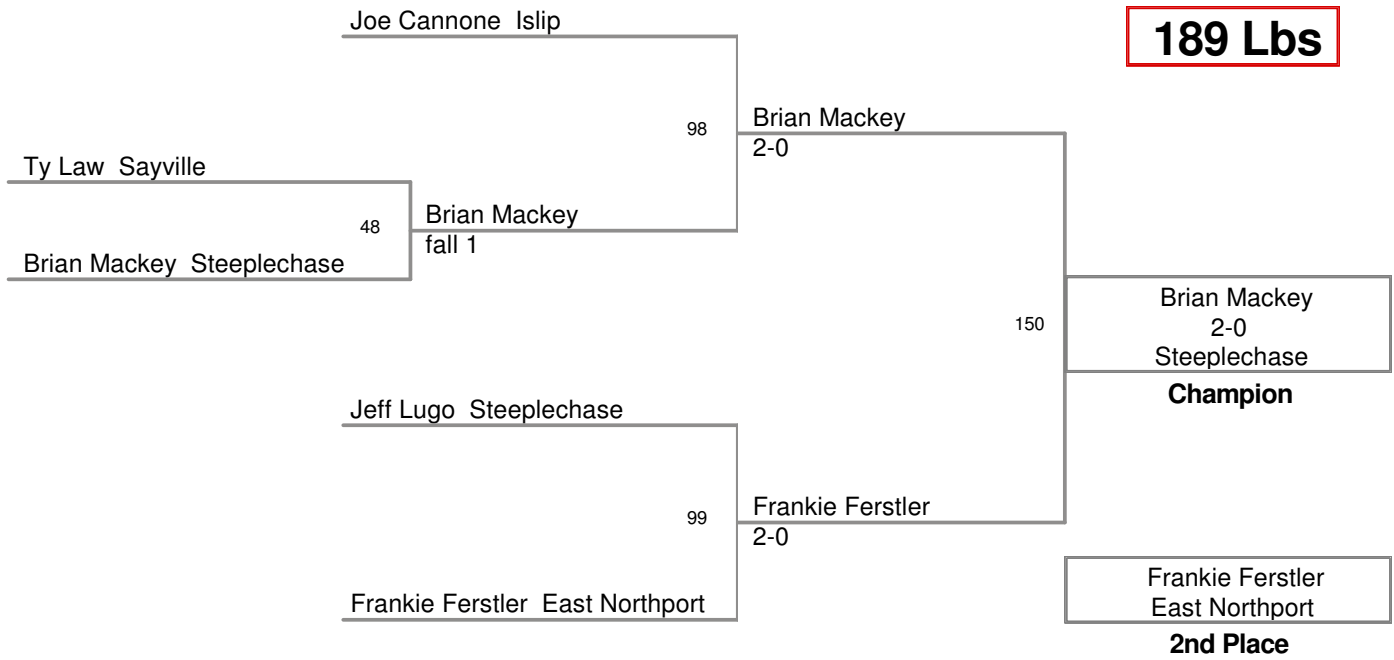 Joe Cannone Islip
189 Lbs
98
Brian Mackey
2-0
Ty Law Sayville
48
Brian Mackey
fall 1
Brian Mackey Steeplechase
150
Brian Mackey
2-0
Steeplechase
Champion
Jeff Lugo Steeplechase
99
Frankie Ferstler
2-0
Frankie Ferstler East Northport
Frankie Ferstler
East Northport
2nd Place